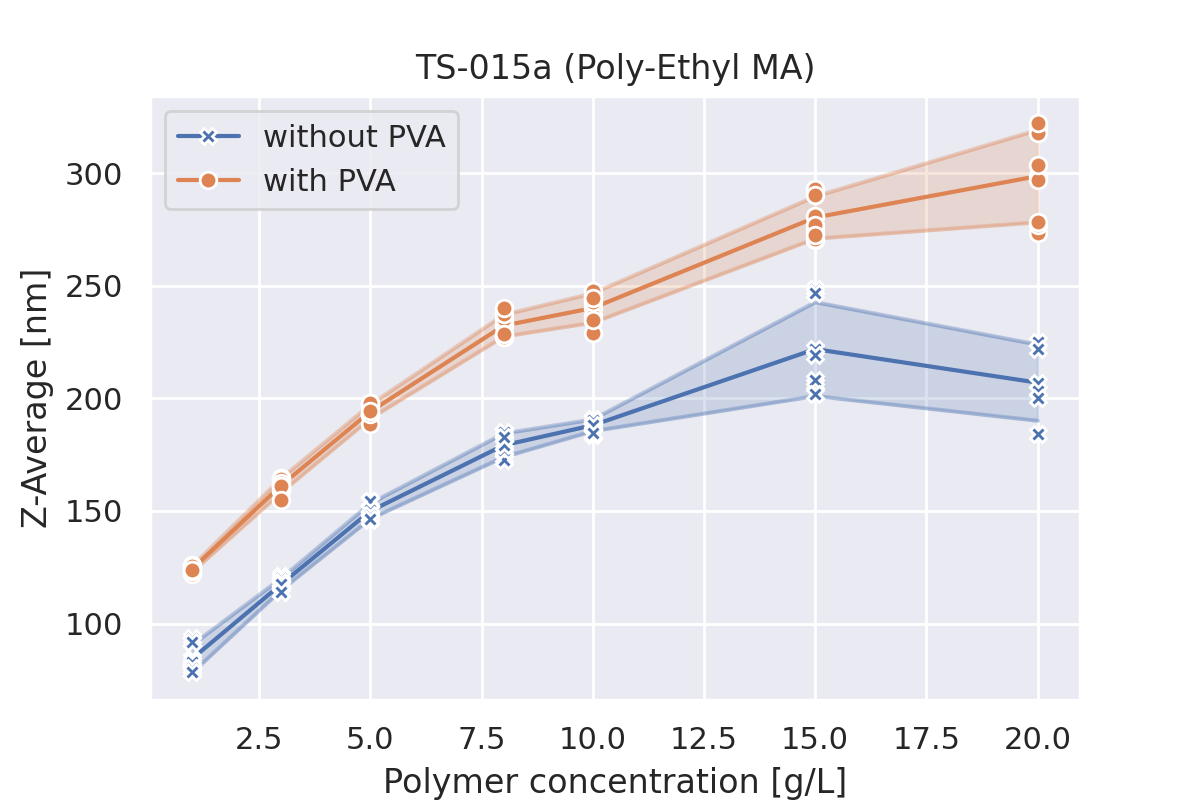 TS-015a (Poly-Ethyl MA)
without PVA
with PVA
Z-Average [nm]
300
250
200
150
100
2.5 5.0 7.5 10.0 12.5 15.0 17.5 20.0
Polymer concentration [g/L]